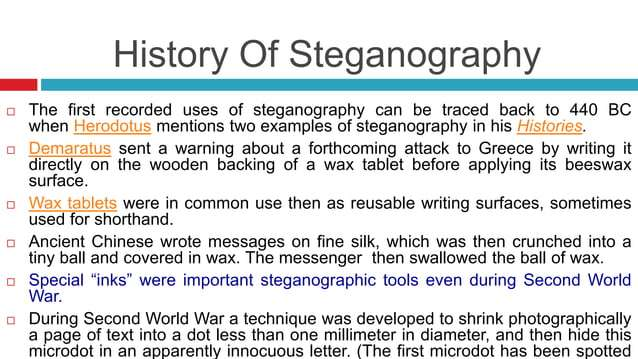 History Of Steganography
The first recorded uses of steganography can be traced back to 440 BC
when Herodotus mentions two examples of steganography in his Histories.
Demaratus sent a warning about a forthcoming attack to Greece by writing it
directly on the wooden backing of a wax tablet before applying its beeswax
surface.
Wax tablets were in common use then as reusable writing surfaces, sometimes
used for shorthand.
Ancient Chinese wrote messages on fine silk, which was then crunched into a
tiny ball and covered in wax. The messenger then swallowed the ball of wax.
Special “inks” were important steganographic tools even during Second World
War.
During Second World War a technique was developed to shrink photographically
a page of text into a dot less than one millimeter in diameter, and then hide this
microdot in an apparently innocuous letter. (The first microdot has been spotted